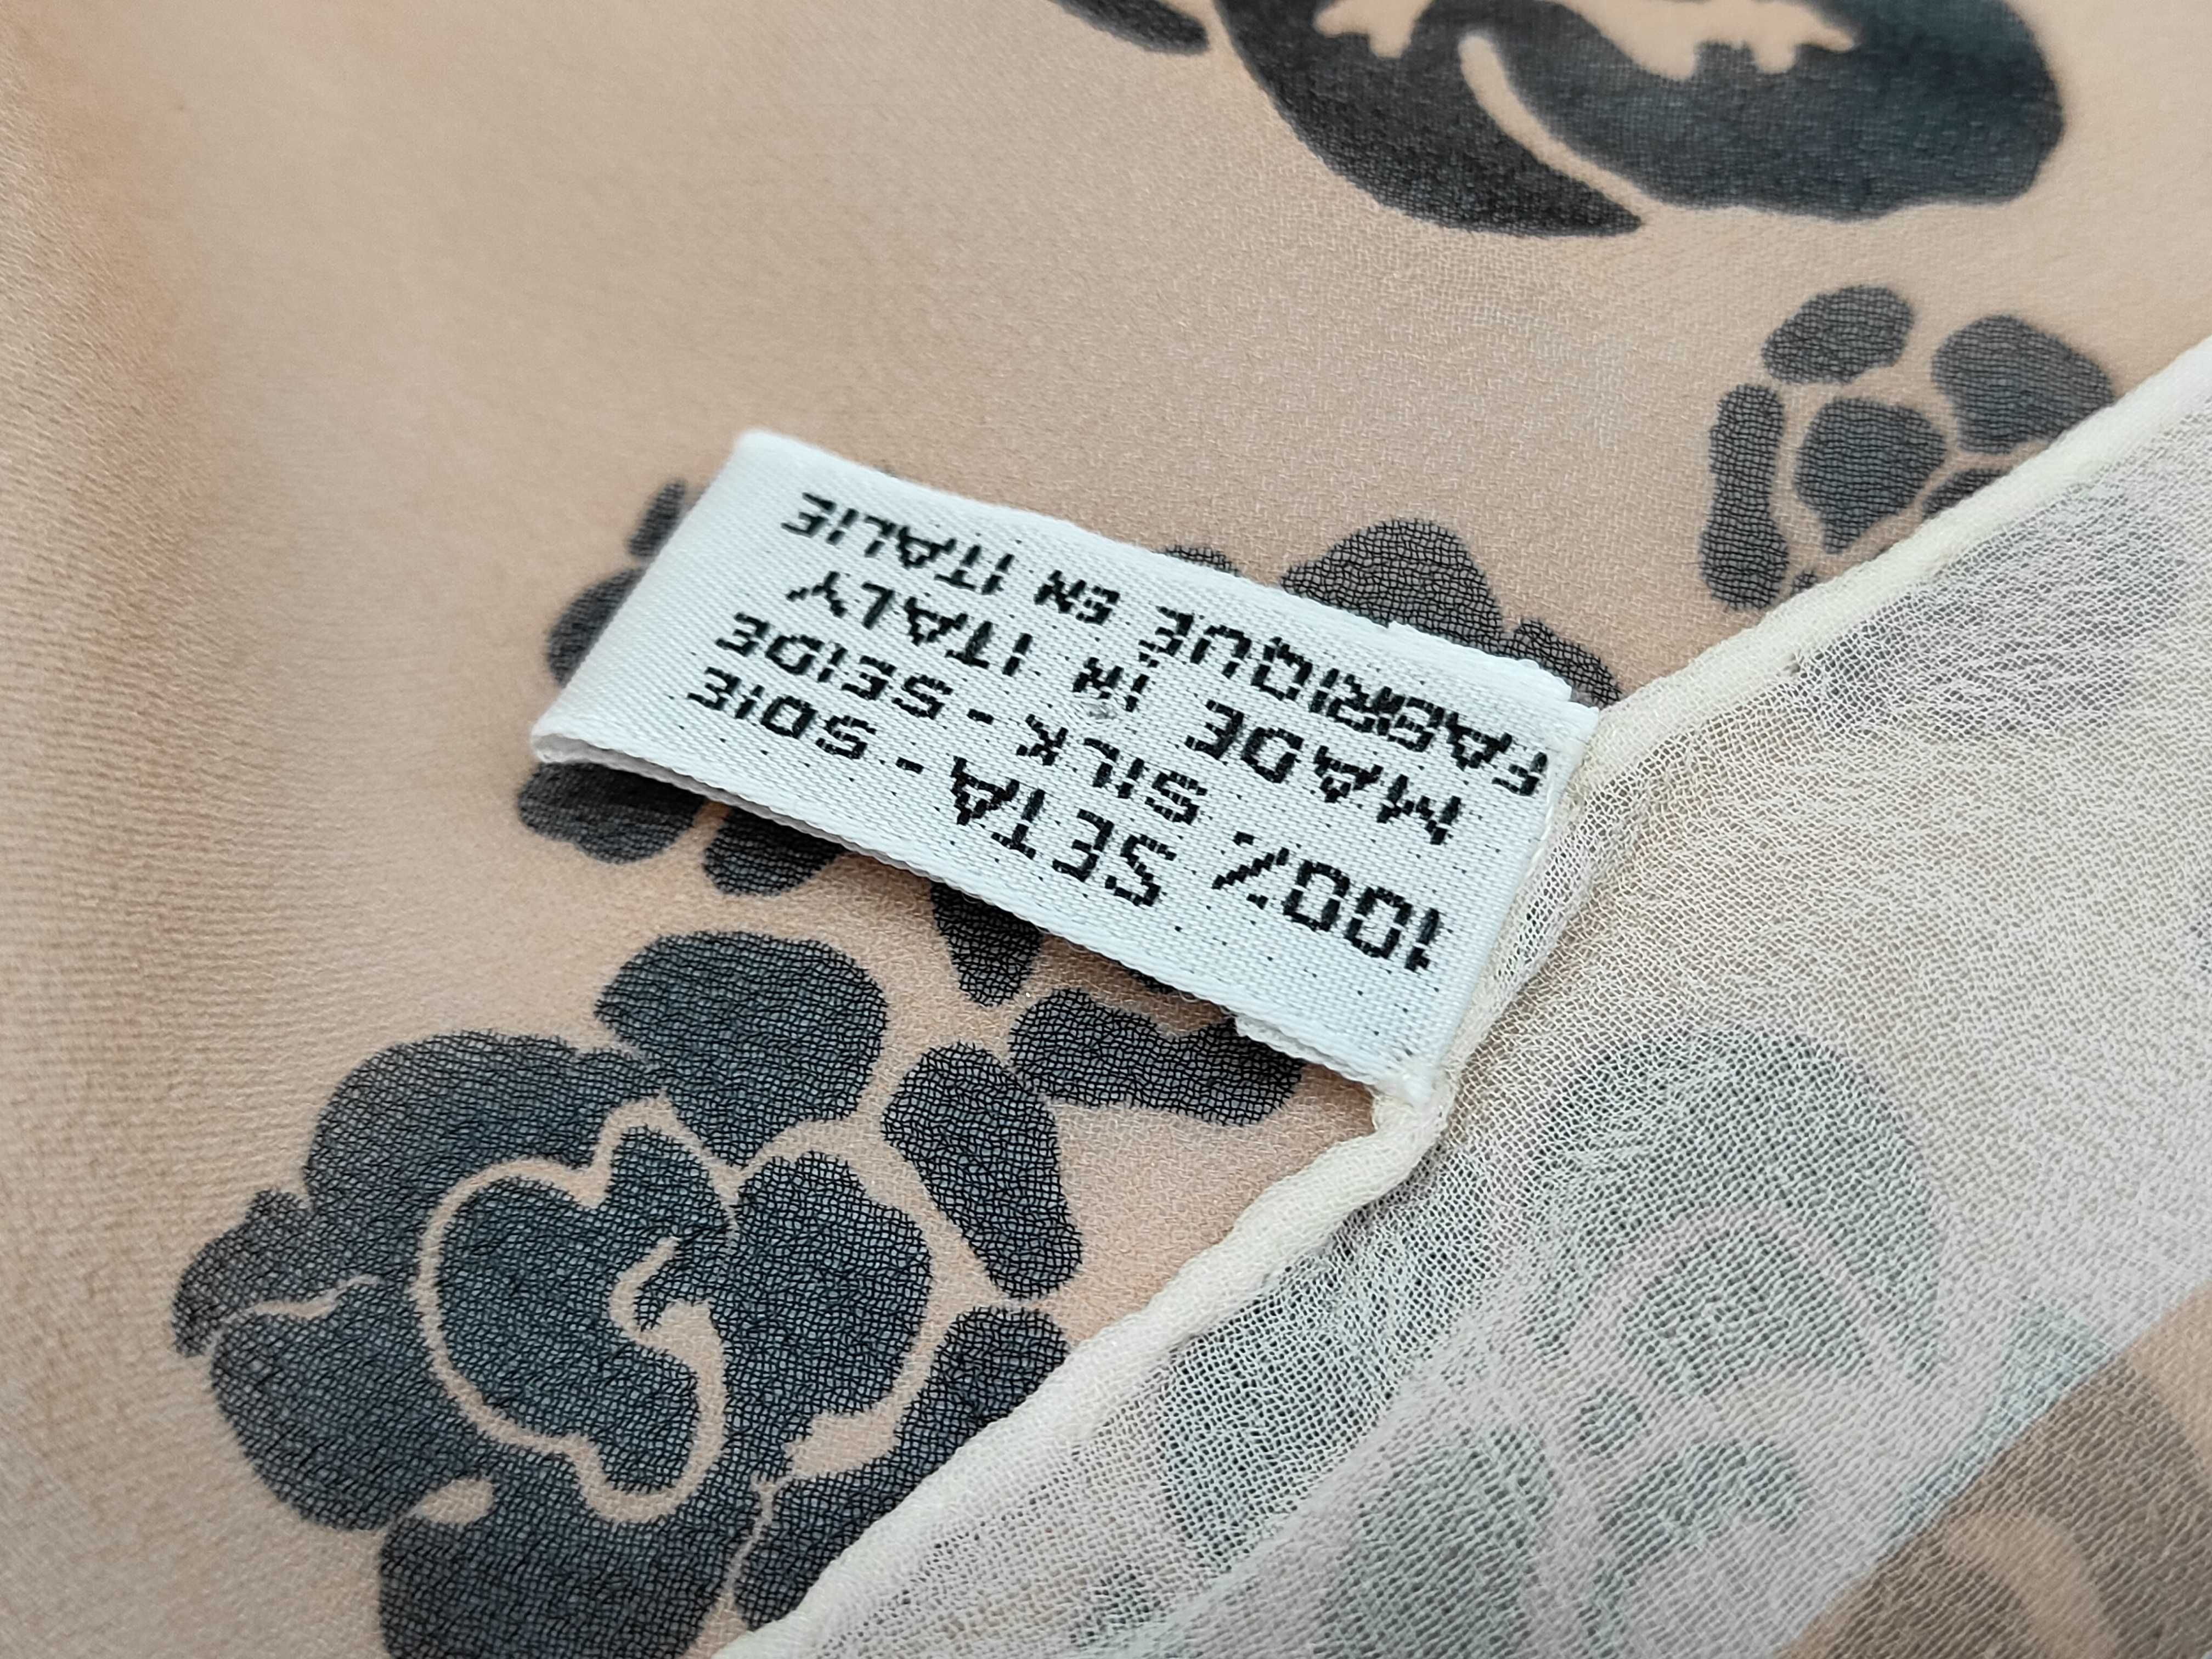 100% SETA - SOIE
SILK - SEIDE
MADE IN ITALY
FABRIQUE EN ITALIE